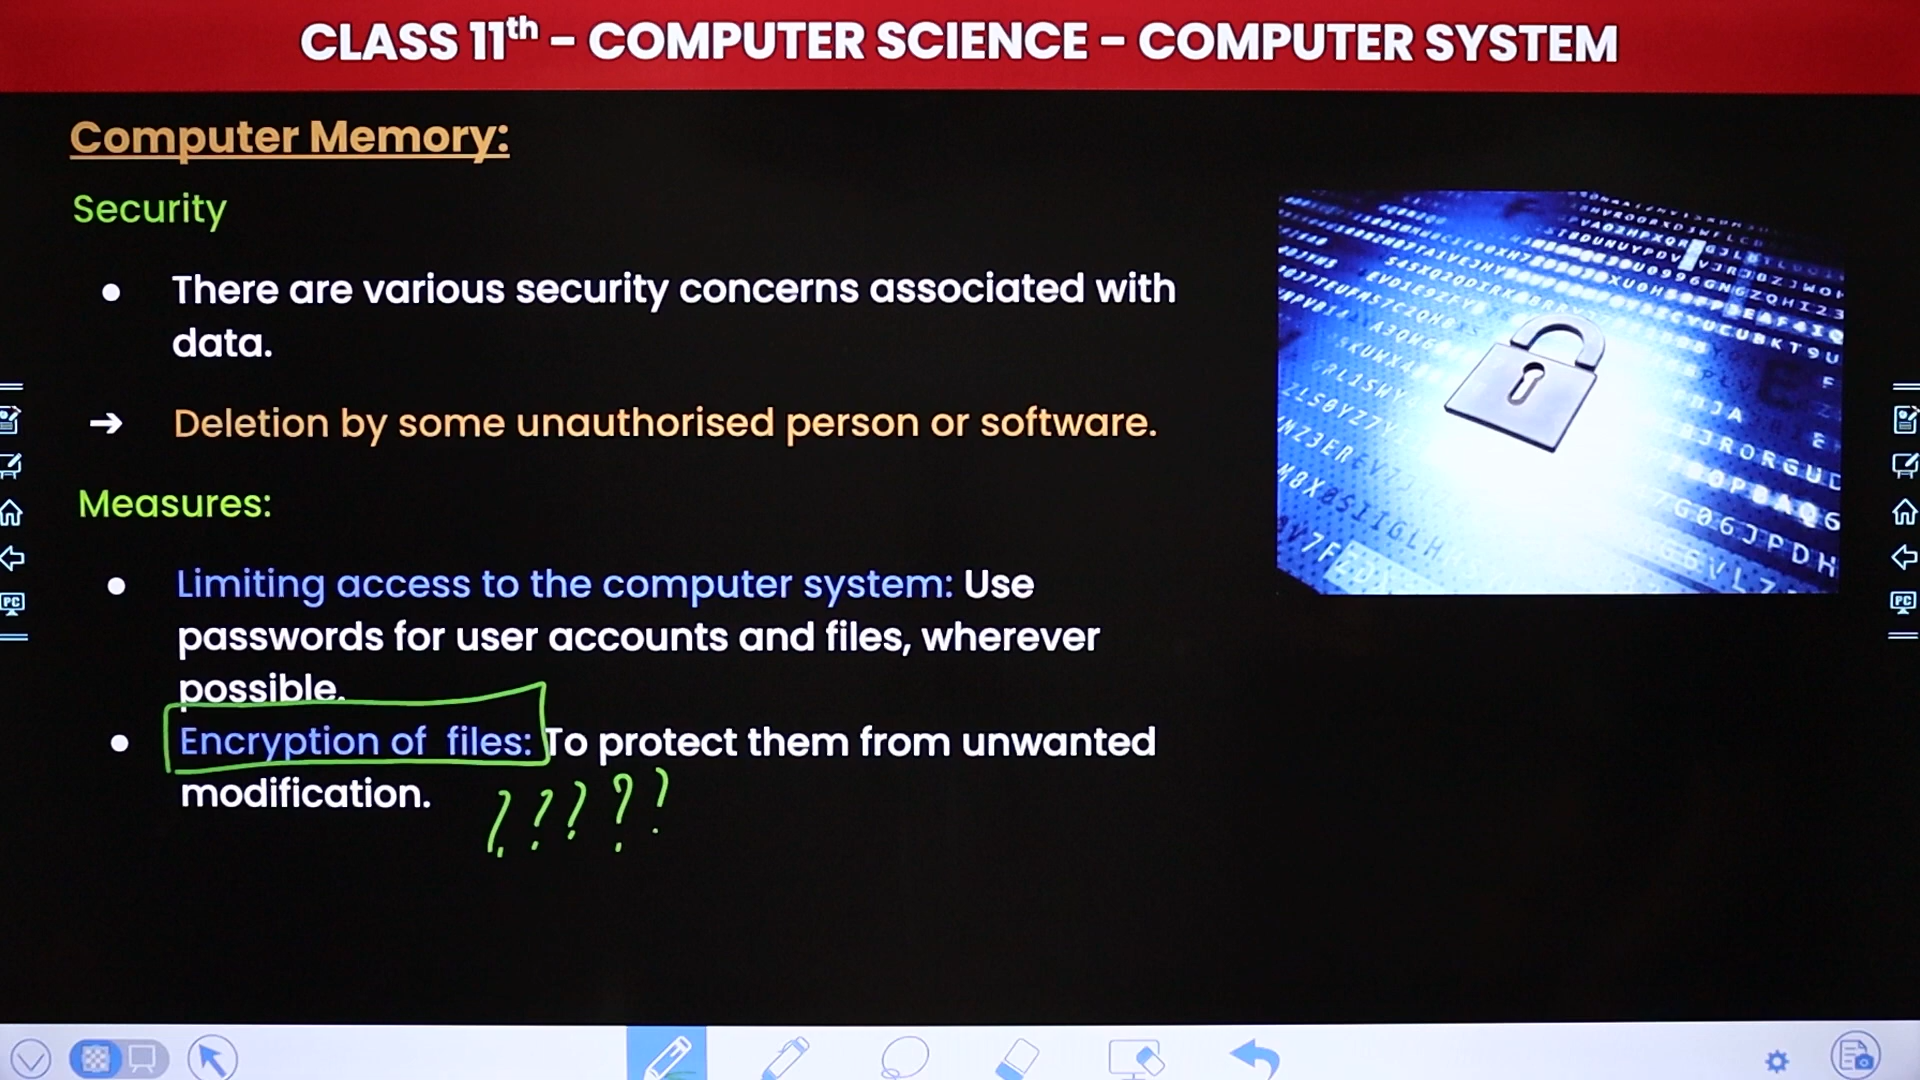 CLASS 11th – COMPUTER SCIENCE – COMPUTER SYSTEM
Computer Memory:
Security
● There are various security concerns associated with
data.
➔ Deletion by some unauthorised person or software.
Measures:
● Limiting access to the computer system: Use
passwords for user accounts and files, wherever
possible.
● Encryption of files: To protect them from unwanted
modification.
? ? ? ? ?
PC
PC